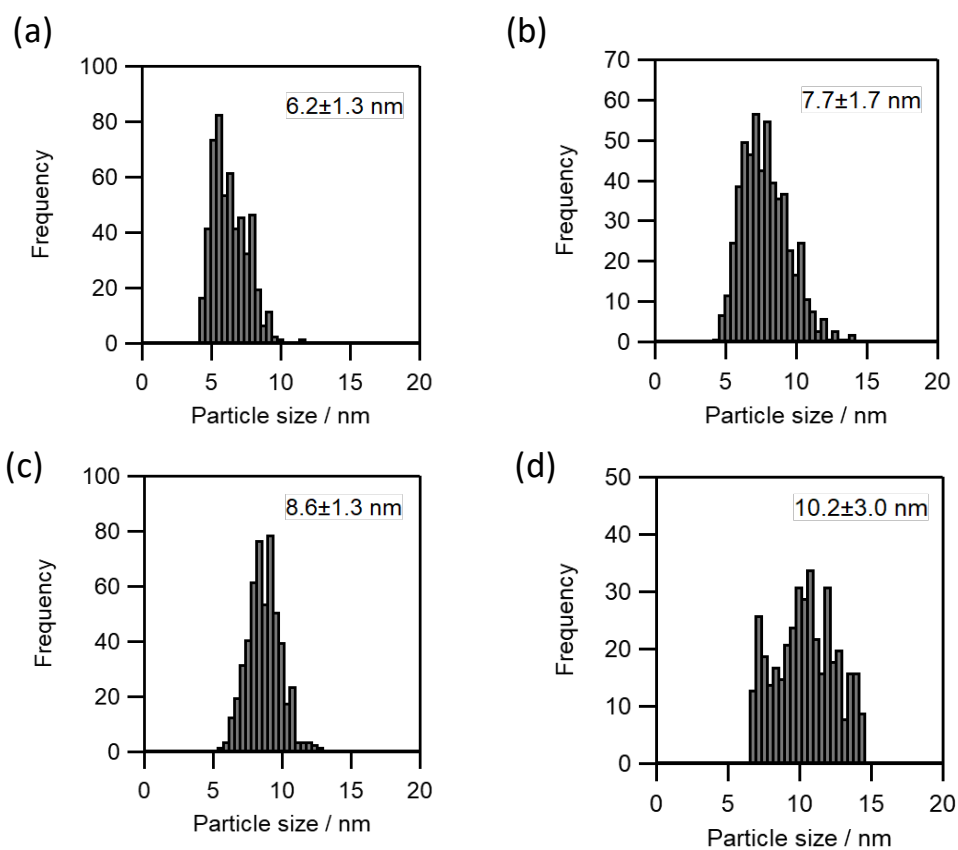 (a)
100
80
60
40
20
0
6.2±1.3 nm
Frequency
0 5 10 15 20
Particle size / nm
(b)
70
60
50
40
30
20
10
0
7.7±1.7 nm
Frequency
0 5 10 15 20
Particle size / nm
(c)
100
80
60
40
20
0
8.6±1.3 nm
Frequency
0 5 10 15 20
Particle size / nm
(d)
50
40
30
20
10
0
10.2±3.0 nm
Frequency
0 5 10 15 20
Particle size / nm